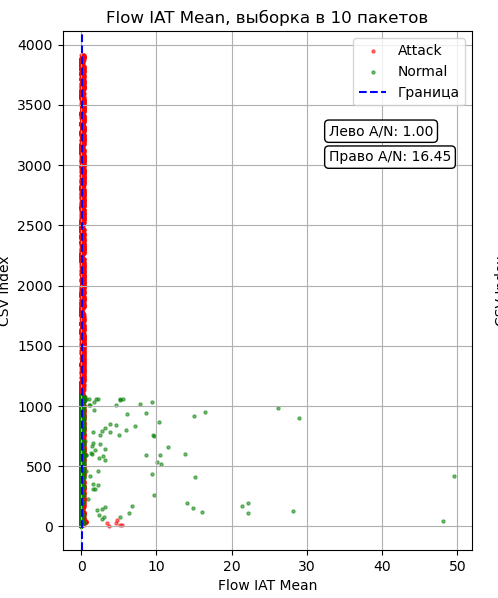 Flow IAT Mean, выборка в 10 пакетов
Attack
Normal
Граница
Лево A/N: 1.00
Право A/N: 16.45
4000
3500
3000
2500
2000
1500
1000
500
0
CSV Index
0 10 20 30 40 50
Flow IAT Mean